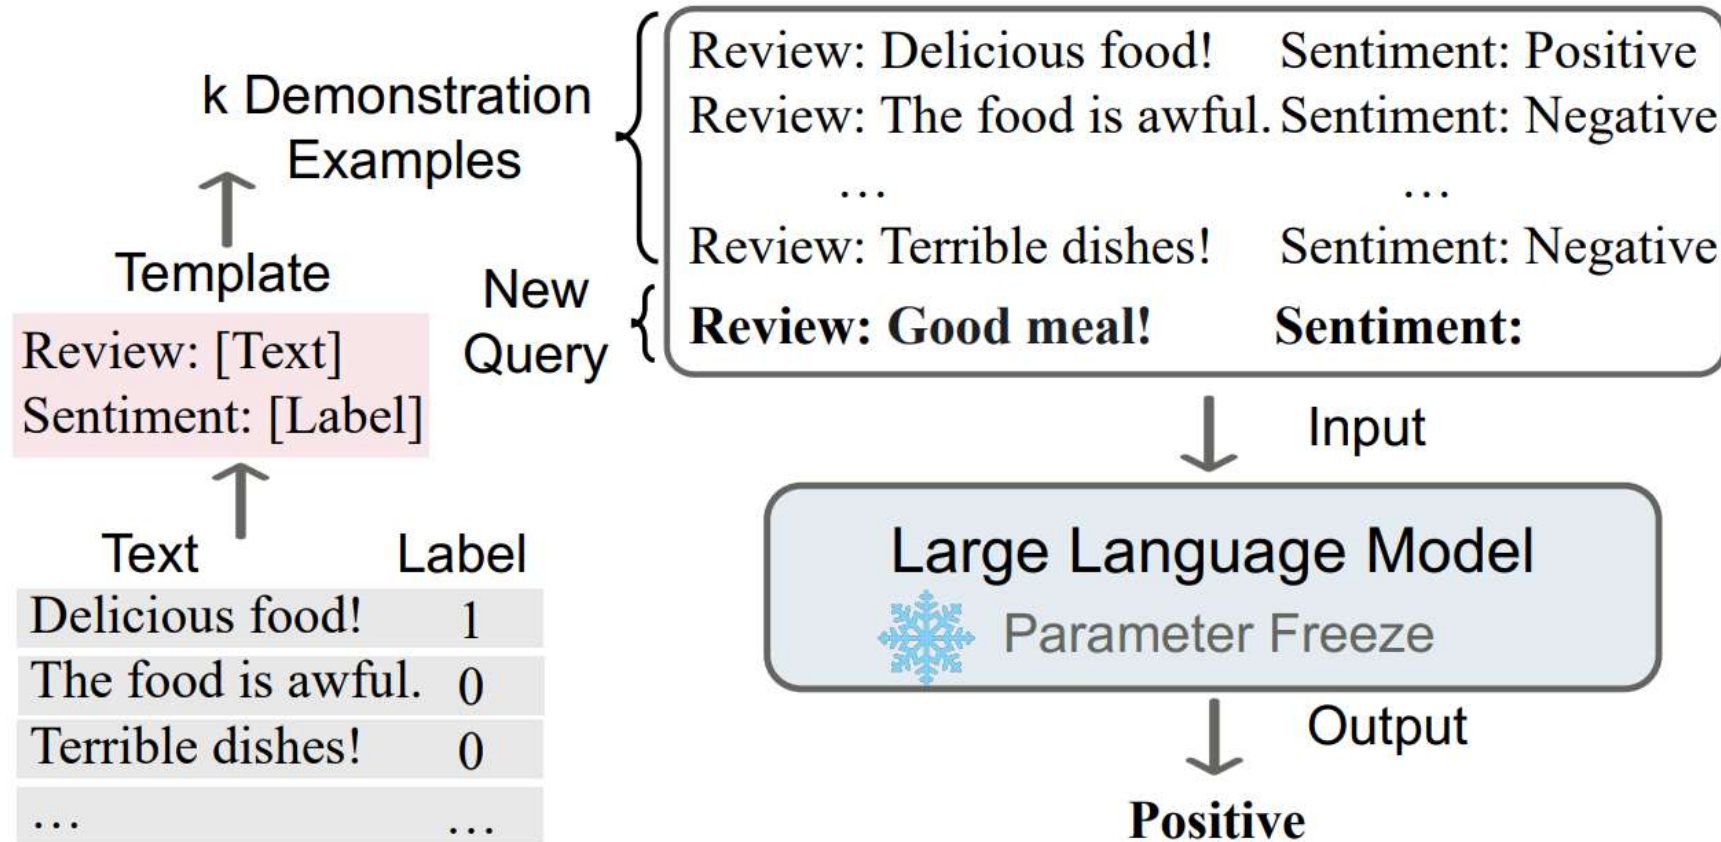 k Demonstration
Examples
Template
Review: [Text]
Sentiment: [Label]
Text Label
Delicious food! 1
The food is awful. 0
Terrible dishes! 0
… …
New
Query
Review: Delicious food! Sentiment: Positive
Review: The food is awful. Sentiment: Negative
… …
Review: Terrible dishes! Sentiment: Negative
Review: Good meal! Sentiment:
Input
Large Language Model
Parameter Freeze
Output
Positive